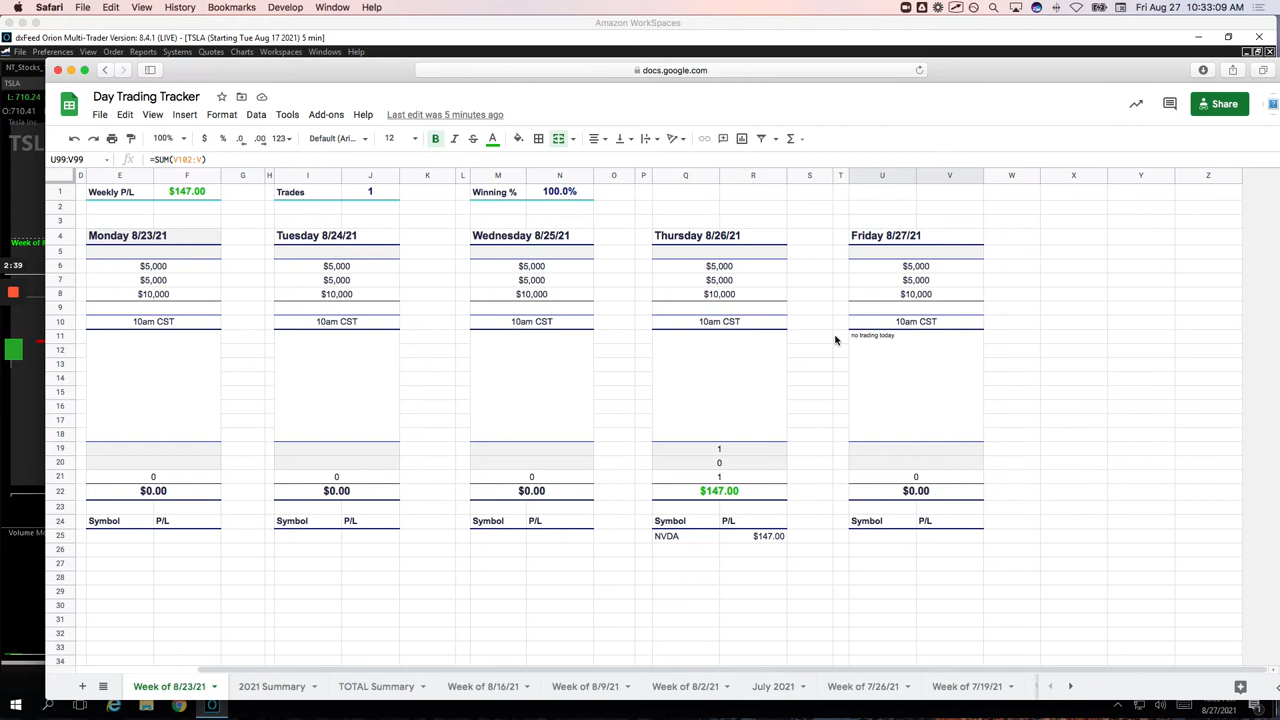 Safari File Edit View History Bookmarks Develop Window Help Fri Aug 27 10:33:09 AM
Amazon WorkSpaces
dxFeed Orion Multi-Trader Version: 8.4.1 (LIVE) - [TSLA (Starting Tue Aug 17 2021) 5 min]
File Preferences View Order Reports Systems Quotes Charts Workspaces Windows Help
NT_Stocks_
docs.google.com
TSLA
L: 710.24
O:710.41
Tesla Inc.
TSL
Day Trading Tracker
File Edit View Insert Format Data Tools Add-ons Help Last edit was 5 minutes ago
Share
100% $ % .0 .00 123 Default (Ari... 12 B I S A
U99:V99 fx =SUM(V102:V)
D E F G H I J K L M N O P Q R S T U V W X Y Z
1 Weekly P/L $147.00 Trades 1 Winning % 100.0%
2
3
4 Monday 8/23/21 Tuesday 8/24/21 Wednesday 8/25/21 Thursday 8/26/21 Friday 8/27/21
Week of 8
5
2:39
6 $5,000 $5,000 $5,000 $5,000 $5,000
7 $5,000 $5,000 $5,000 $5,000 $5,000
8 $10,000 $10,000 $10,000 $10,000 $10,000
9
10 10am CST 10am CST 10am CST 10am CST 10am CST
11 no trading today
12
13
14
15
16
17
18
19 1
20 0
21 0 0 0 1 0
22 $0.00 $0.00 $0.00 $147.00 $0.00
23
24 Symbol P/L Symbol P/L Symbol P/L Symbol P/L Symbol P/L
Volume M
25 NVDA $147.00
26
27
28
29
30
31
32
33
34
Week of 8/23/21 2021 Summary TOTAL Summary Week of 8/16/21 Week of 8/9/21 Week of 8/2/21 July 2021 Week of 7/26/21 Week of 7/19/21
8/27/2021